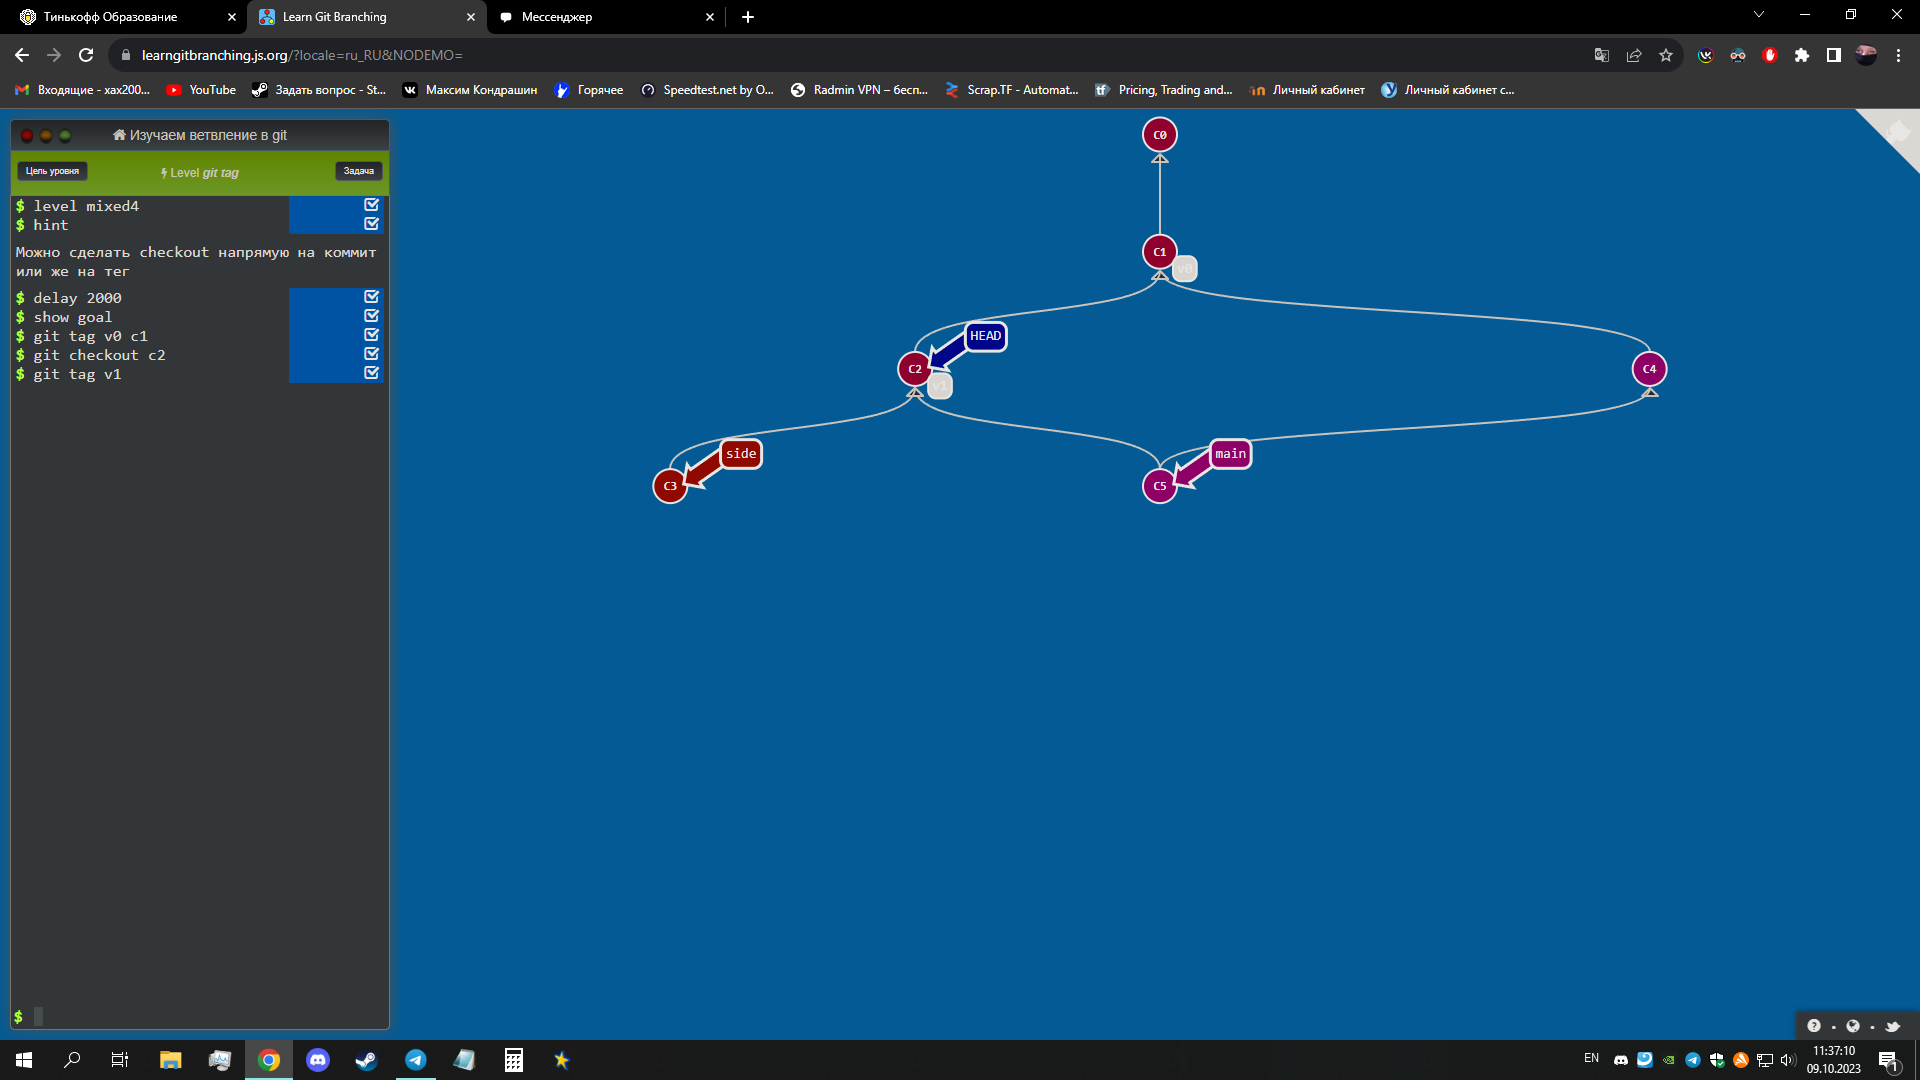 Тинькофф Образование
Learn Git Branching
Мессенджер
learngitbranching.js.org/?locale=ru_RU&NODEMO=
Входящие - xax200...
YouTube
Задать вопрос - St...
Максим Кондрашин
Горячее
Speedtest.net by O...
Radmin VPN – бесп...
Scrap.TF - Automat...
Pricing, Trading and...
Личный кабинет
Личный кабинет с...
Изучаем ветвление в git
Цель уровня
Level git tag
Задача
$ level mixed4
$ hint
Можно сделать checkout напрямую на коммит
или же на тег
$ delay 2000
$ show goal
$ git tag v0 c1
$ git checkout c2
$ git tag v1
$
C0
C1
v0
HEAD
C2
v1
C4
side
main
C3
C5
EN
11:37:10
09.10.2023
1